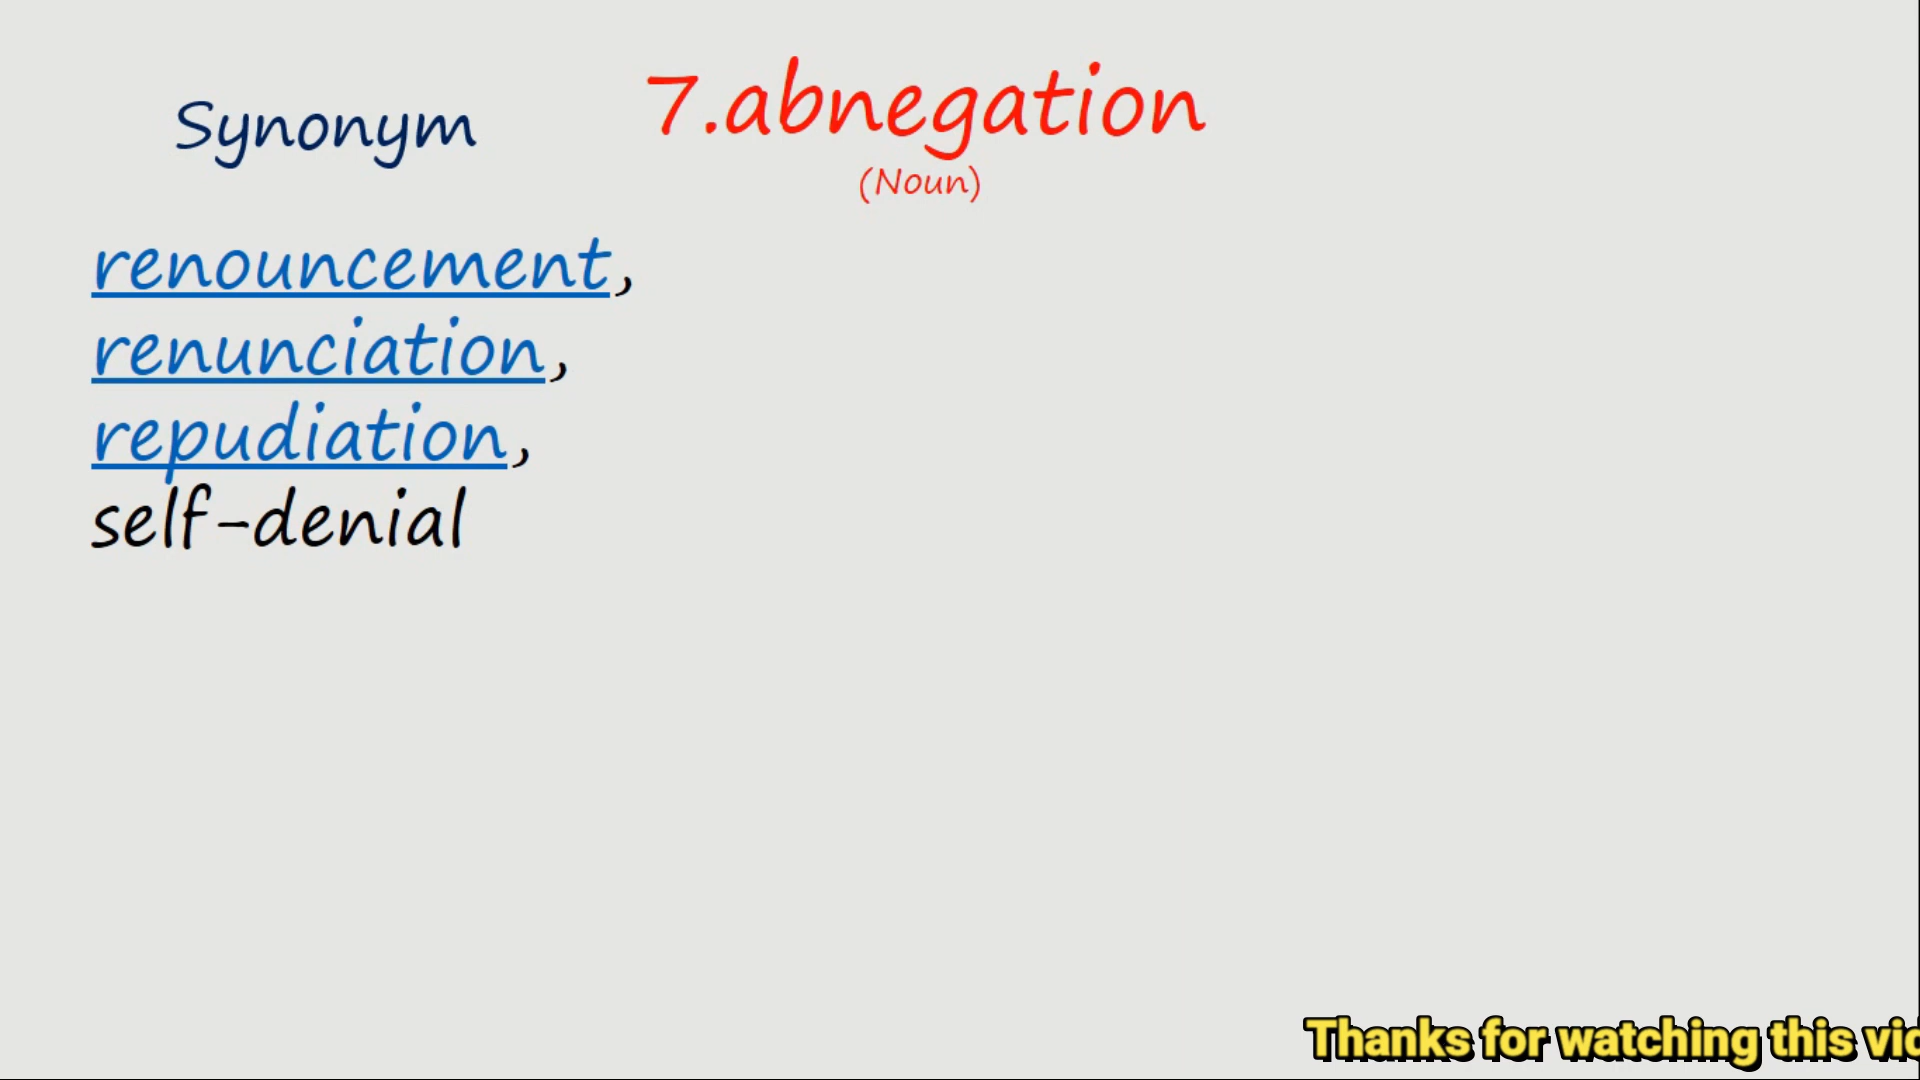 Synonym
7.abnegation
(Noun)
renouncement,
renunciation,
repudiation,
self-denial
Thanks for watching this